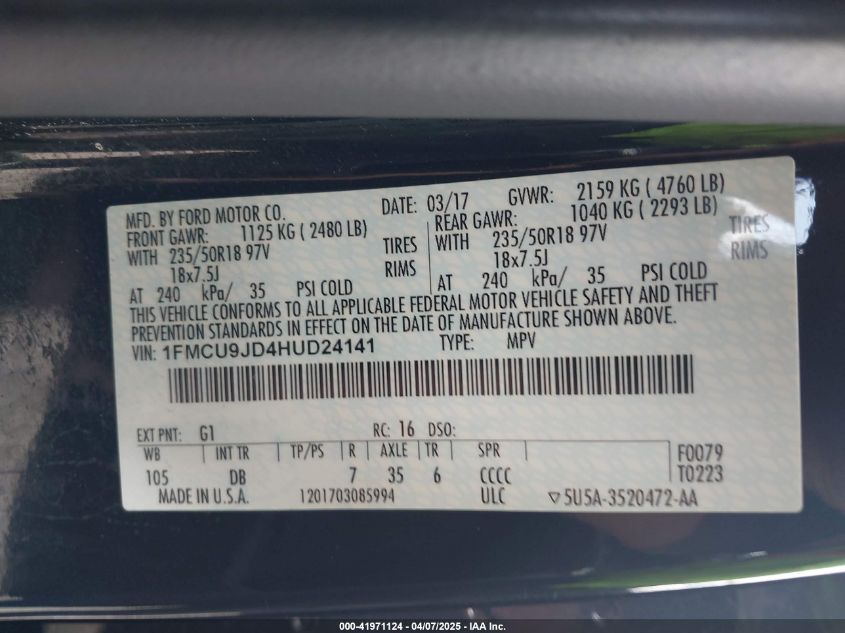 MFD. BY FORD MOTOR CO. DATE: 03/17 GVWR: 2159 KG ( 4760 LB)
FRONT GAWR: 1125 KG ( 2480 LB) REAR GAWR: 1040 KG ( 2293 LB)
WITH 235/50R18 97V TIRES WITH 235/50R18 97V TIRES
18x7.5J RIMS 18x7.5J RIMS
AT 240 kPa/ 35 PSI COLD AT 240 kPa/ 35 PSI COLD
THIS VEHICLE CONFORMS TO ALL APPLICABLE FEDERAL MOTOR VEHICLE SAFETY AND THEFT
PREVENTION STANDARDS IN EFFECT ON THE DATE OF MANUFACTURE SHOWN ABOVE.
VIN: 1FMCU9JD4HUD24141 TYPE: MPV
EXT PNT: G1 RC: 16 DSO:
WB INT TR TP/PS R AXLE TR SPR F0079
105 DB 7 35 6 CCCC T0223
MADE IN U.S.A. 1201703085994 ULC ▽5U5A-3520472-AA
000-41971124 | 04/07/2025 - IAA Inc.